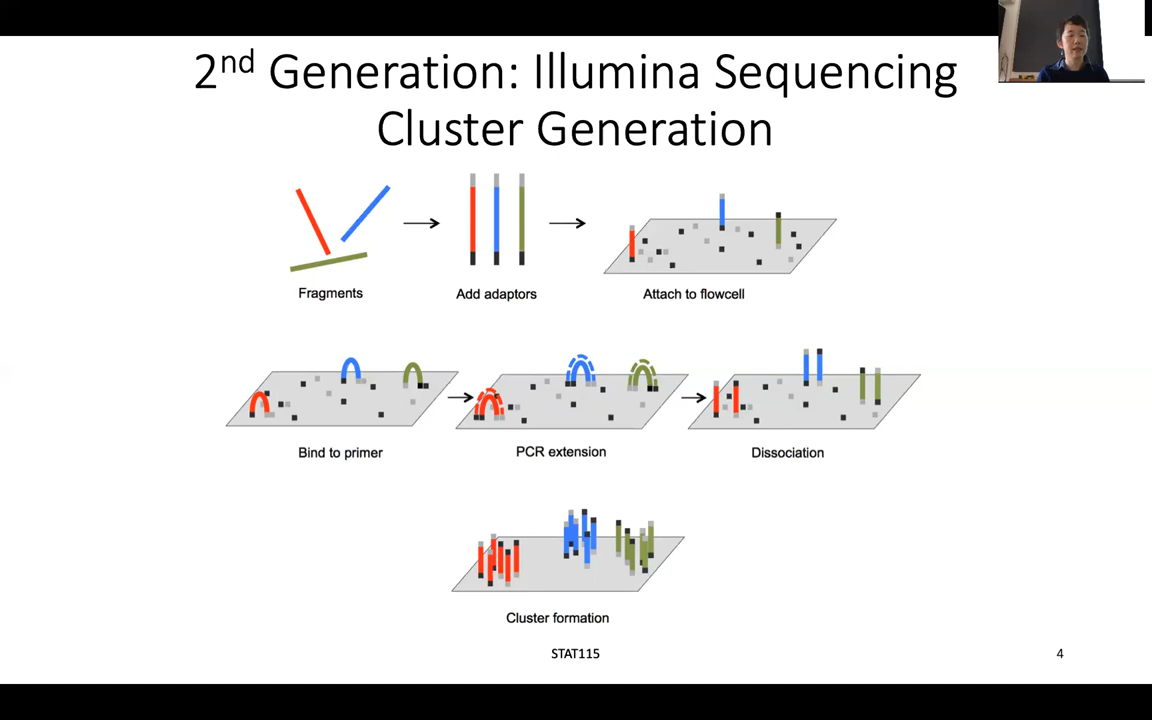 2nd Generation: Illumina Sequencing
Cluster Generation
Fragments
Add adaptors
Attach to flowcell
Bind to primer
PCR extension
Dissociation
Cluster formation
STAT115
4